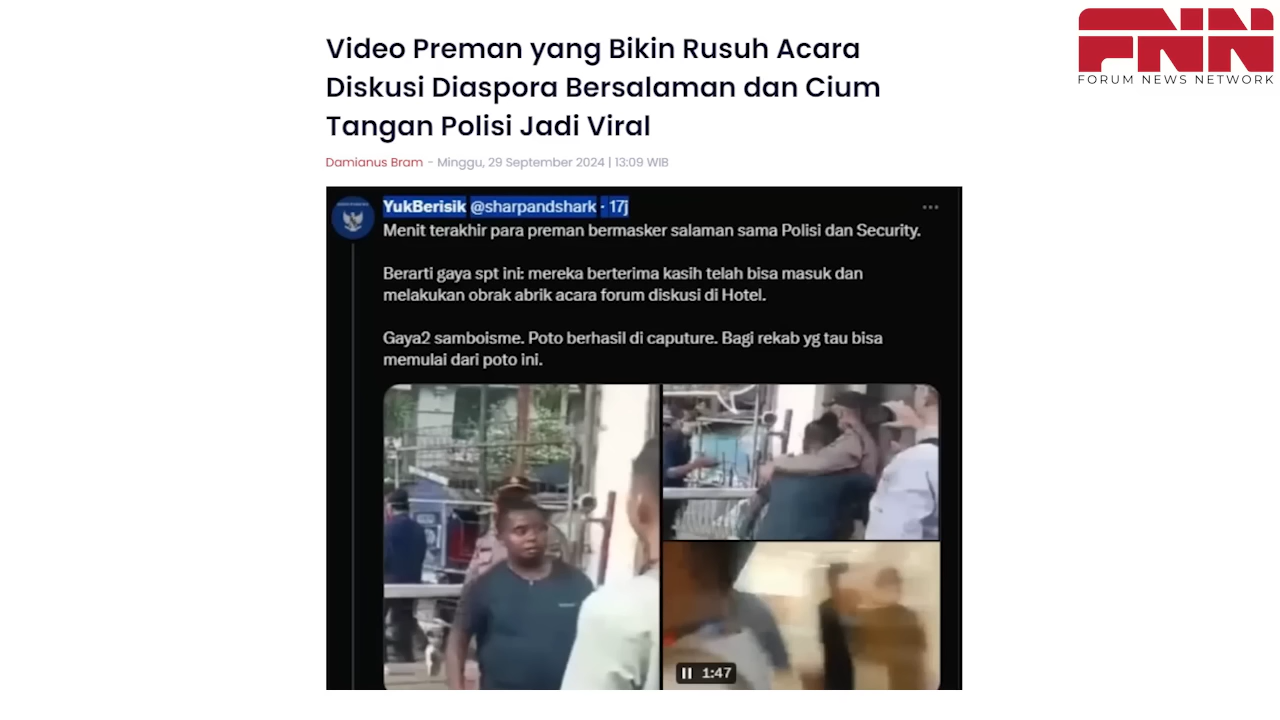 FNN
FORUM NEWS NETWORK
Video Preman yang Bikin Rusuh Acara
Diskusi Diaspora Bersalaman dan Cium
Tangan Polisi Jadi Viral
Damianus Bram - Minggu, 29 September 2024 | 13:09 WIB
YukBerisik @sharpandshark · 17j
Menit terakhir para preman bermasker salaman sama Polisi dan Security.
Berarti gaya spt ini: mereka berterima kasih telah bisa masuk dan
melakukan obrak abrik acara forum diskusi di Hotel.
Gaya2 samboisme. Poto berhasil di caputure. Bagi rekab yg tau bisa
memulai dari poto ini.
1:47